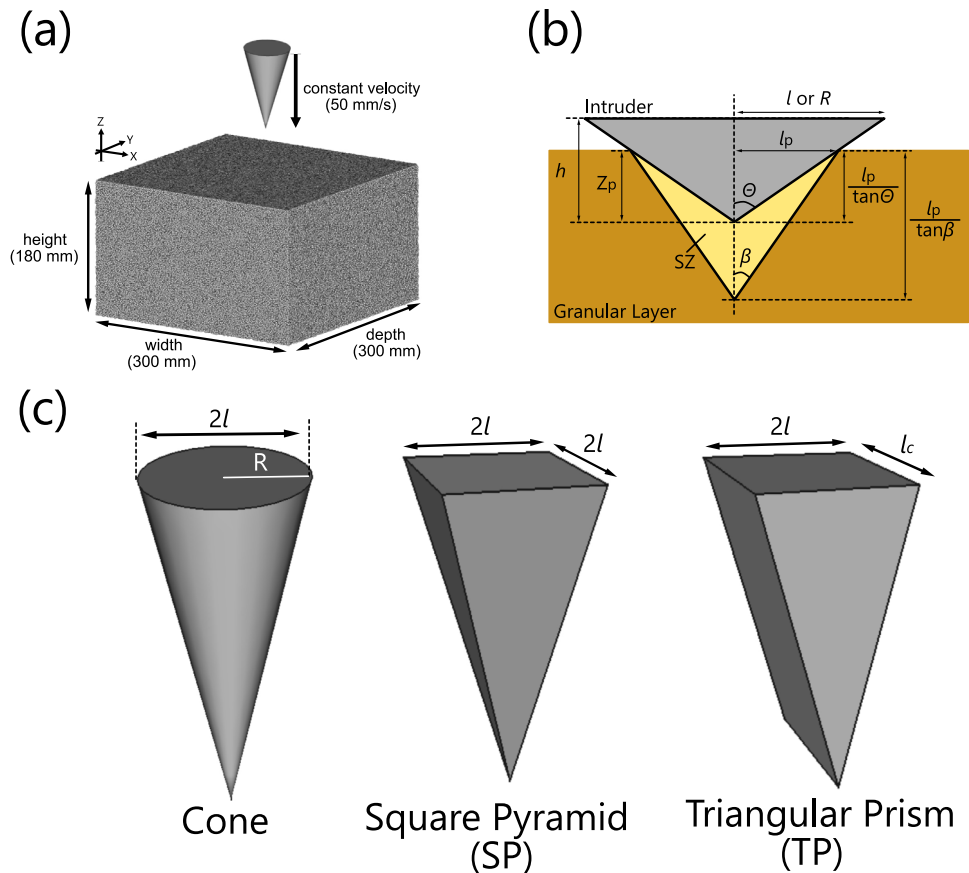 (a)
constant velocity
(50 mm/s)
Z
Y
X
height
(180 mm)
width
(300 mm)
depth
(300 mm)
(b)
Intruder
l or R
h
Zp
lp
Θ
lp
tanΘ
lp
tanβ
SZ
β
Granular Layer
(c)
2l
R
Cone
2l
2l
Square Pyramid
(SP)
2l
lc
Triangular Prism
(TP)